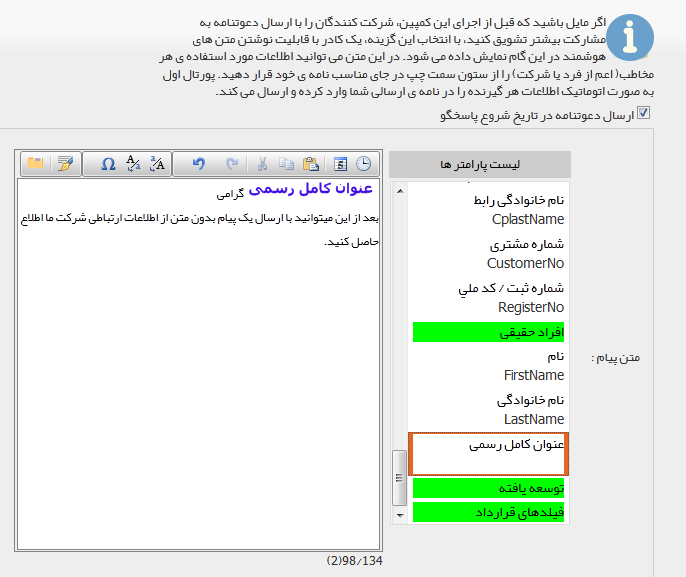 اگر مایل باشید که قبل از اجرای این کمپین، شرکت کنندگان را با ارسال دعوتنامه به
مشارکت بیشتر تشویق کنید، با انتخاب این گزینه، یک کادر با قابلیت نوشتن متن های
هوشمند در این گام نمایش داده می شود. در این متن می توانید اطلاعات مورد استفاده ی هر
مخاطب(اعم از فرد یا شرکت) را از ستون سمت چپ در جای مناسب نامه ی خود قرار دهید. پورتال اول
به صورت اتوماتیک اطلاعات هر گیرنده را در نامه ی ارسالی شما وارد کرده و ارسال می کند.
ارسال دعوتنامه در تاریخ شروع پاسخگو
متن پیام :
لیست پارامتر ها
نام خانوادگی رابط
CplastName
شماره مشتری
CustomerNo
شماره ثبت / کد ملي
RegisterNo
افراد حقیقی
نام
FirstName
نام خانوادگی
LastName
عنوان کامل رسمی
توسعه یافته
فیلدهای قرارداد
عنوان کامل رسمی گرامی
بعد از این میتوانید با ارسال یک پیام بدون متن از اطلاعات ارتباطی شرکت ما اطلاع
حاصل کنید.
(2)98/134